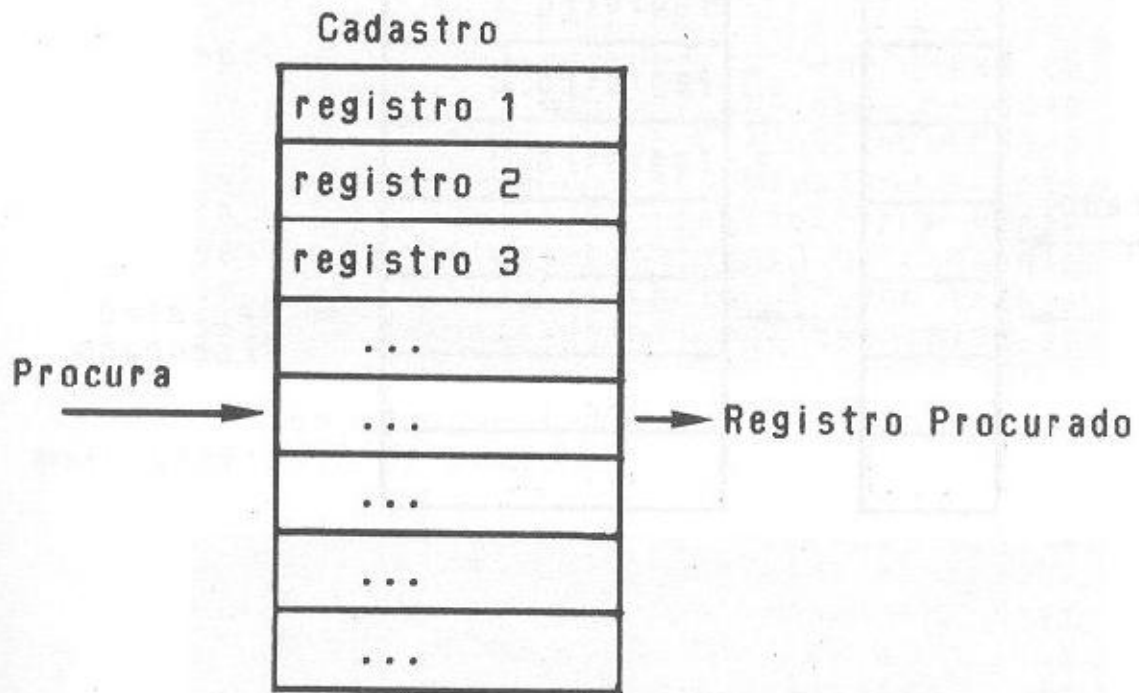 Cadastro
registro 1
registro 2
registro 3
...
Procura
...
Registro Procurado
...
...
...